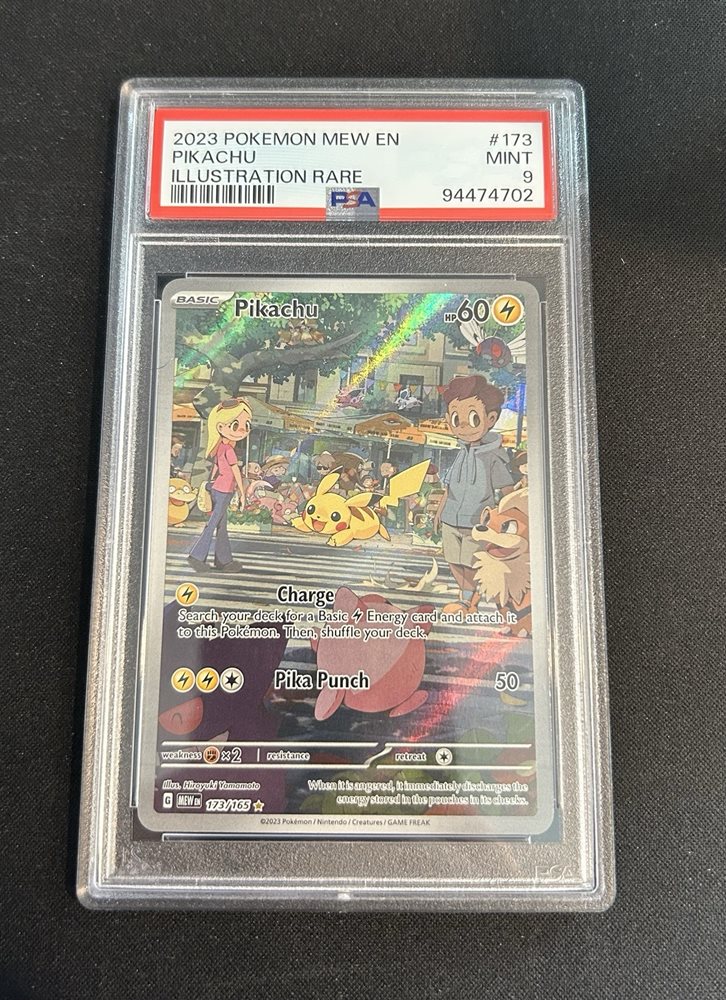 2023 POKEMON MEW EN #173
PIKACHU MINT
ILLUSTRATION RARE 9
PSA 94474702
BASIC Pikachu HP60
Charge
Search your deck for a Basic Energy card and attach it
to this Pokémon. Then, shuffle your deck.
Pika Punch 50
weakness ×2 resistance retreat
Illus. Hiroyuki Yamamoto
When it is angered, it immediately discharges the
energy stored in the pouches in its cheeks.
G MEW EN 173/165
©2023 Pokémon / Nintendo / Creatures / GAME FREAK
PSA